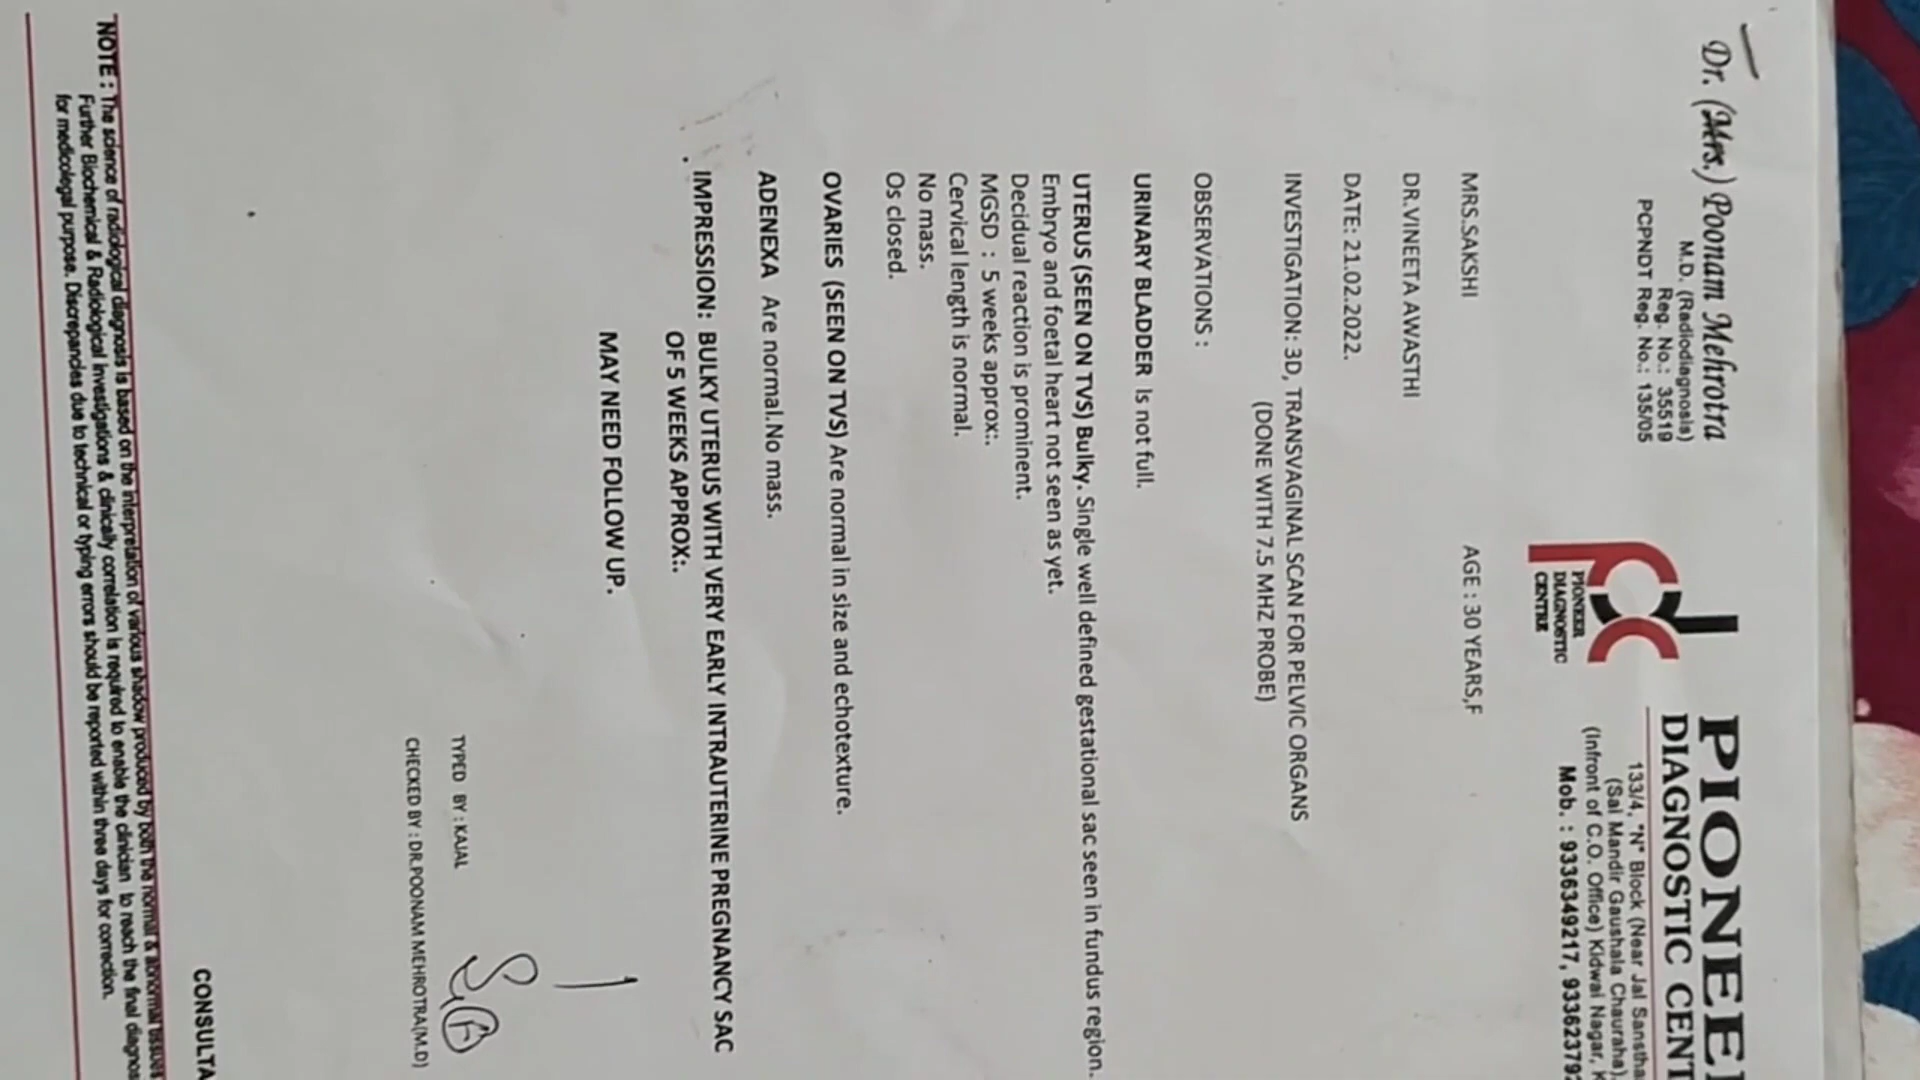 Dr. (Mrs.) Poonam Mehrotra
M.D. (Radiodiagnosis)
Reg. No.: 35519
PCPNDT Reg. No.: 135/05
PIONEER
DIAGNOSTIC
CENTRE
PIONEE
DIAGNOSTIC CENT
133/4, "N" Block (Near Jal Sanstha
(Sai Mandir Gaushala Chauraha),
(Infront of C.O. Office) Kidwai Nagar, K
Mob. : 9336349217, 933623792
MRS.SAKSHI AGE : 30 YEARS,F
DR.VINEETA AWASTHI
DATE: 21.02.2022.
INVESTIGATION: 3D, TRANSVAGINAL SCAN FOR PELVIC ORGANS
(DONE WITH 7.5 MHZ PROBE)
OBSERVATIONS :
URINARY BLADDER Is not full.
UTERUS (SEEN ON TVS) Bulky. Single well defined gestational sac seen in fundus region.
Embryo and foetal heart not seen as yet.
Decidual reaction is prominent.
MGSD : 5 weeks approx:.
Cervical length is normal.
No mass.
Os closed.
OVARIES (SEEN ON TVS) Are normal in size and echotexture.
ADENEXA Are normal.No mass.
IMPRESSION: BULKY UTERUS WITH VERY EARLY INTRAUTERINE PREGNANCY SAC
OF 5 WEEKS APPROX:.
MAY NEED FOLLOW UP.
TYPED BY : KAJAL
CHECKED BY : DR.POONAM MEHROTRA(M.D)
CONSULTA
NOTE : The science of radiological diagnosis is based on the interpretation of various shadow produced by both the normal & abnormal tissues
Further Biochemical & Radiological investigations & clinically correlation is required to enable the clinician to reach the final diagnos
for medicolegal purpose. Discrepancies due to technical or typing errors should be reported within three days for correction.